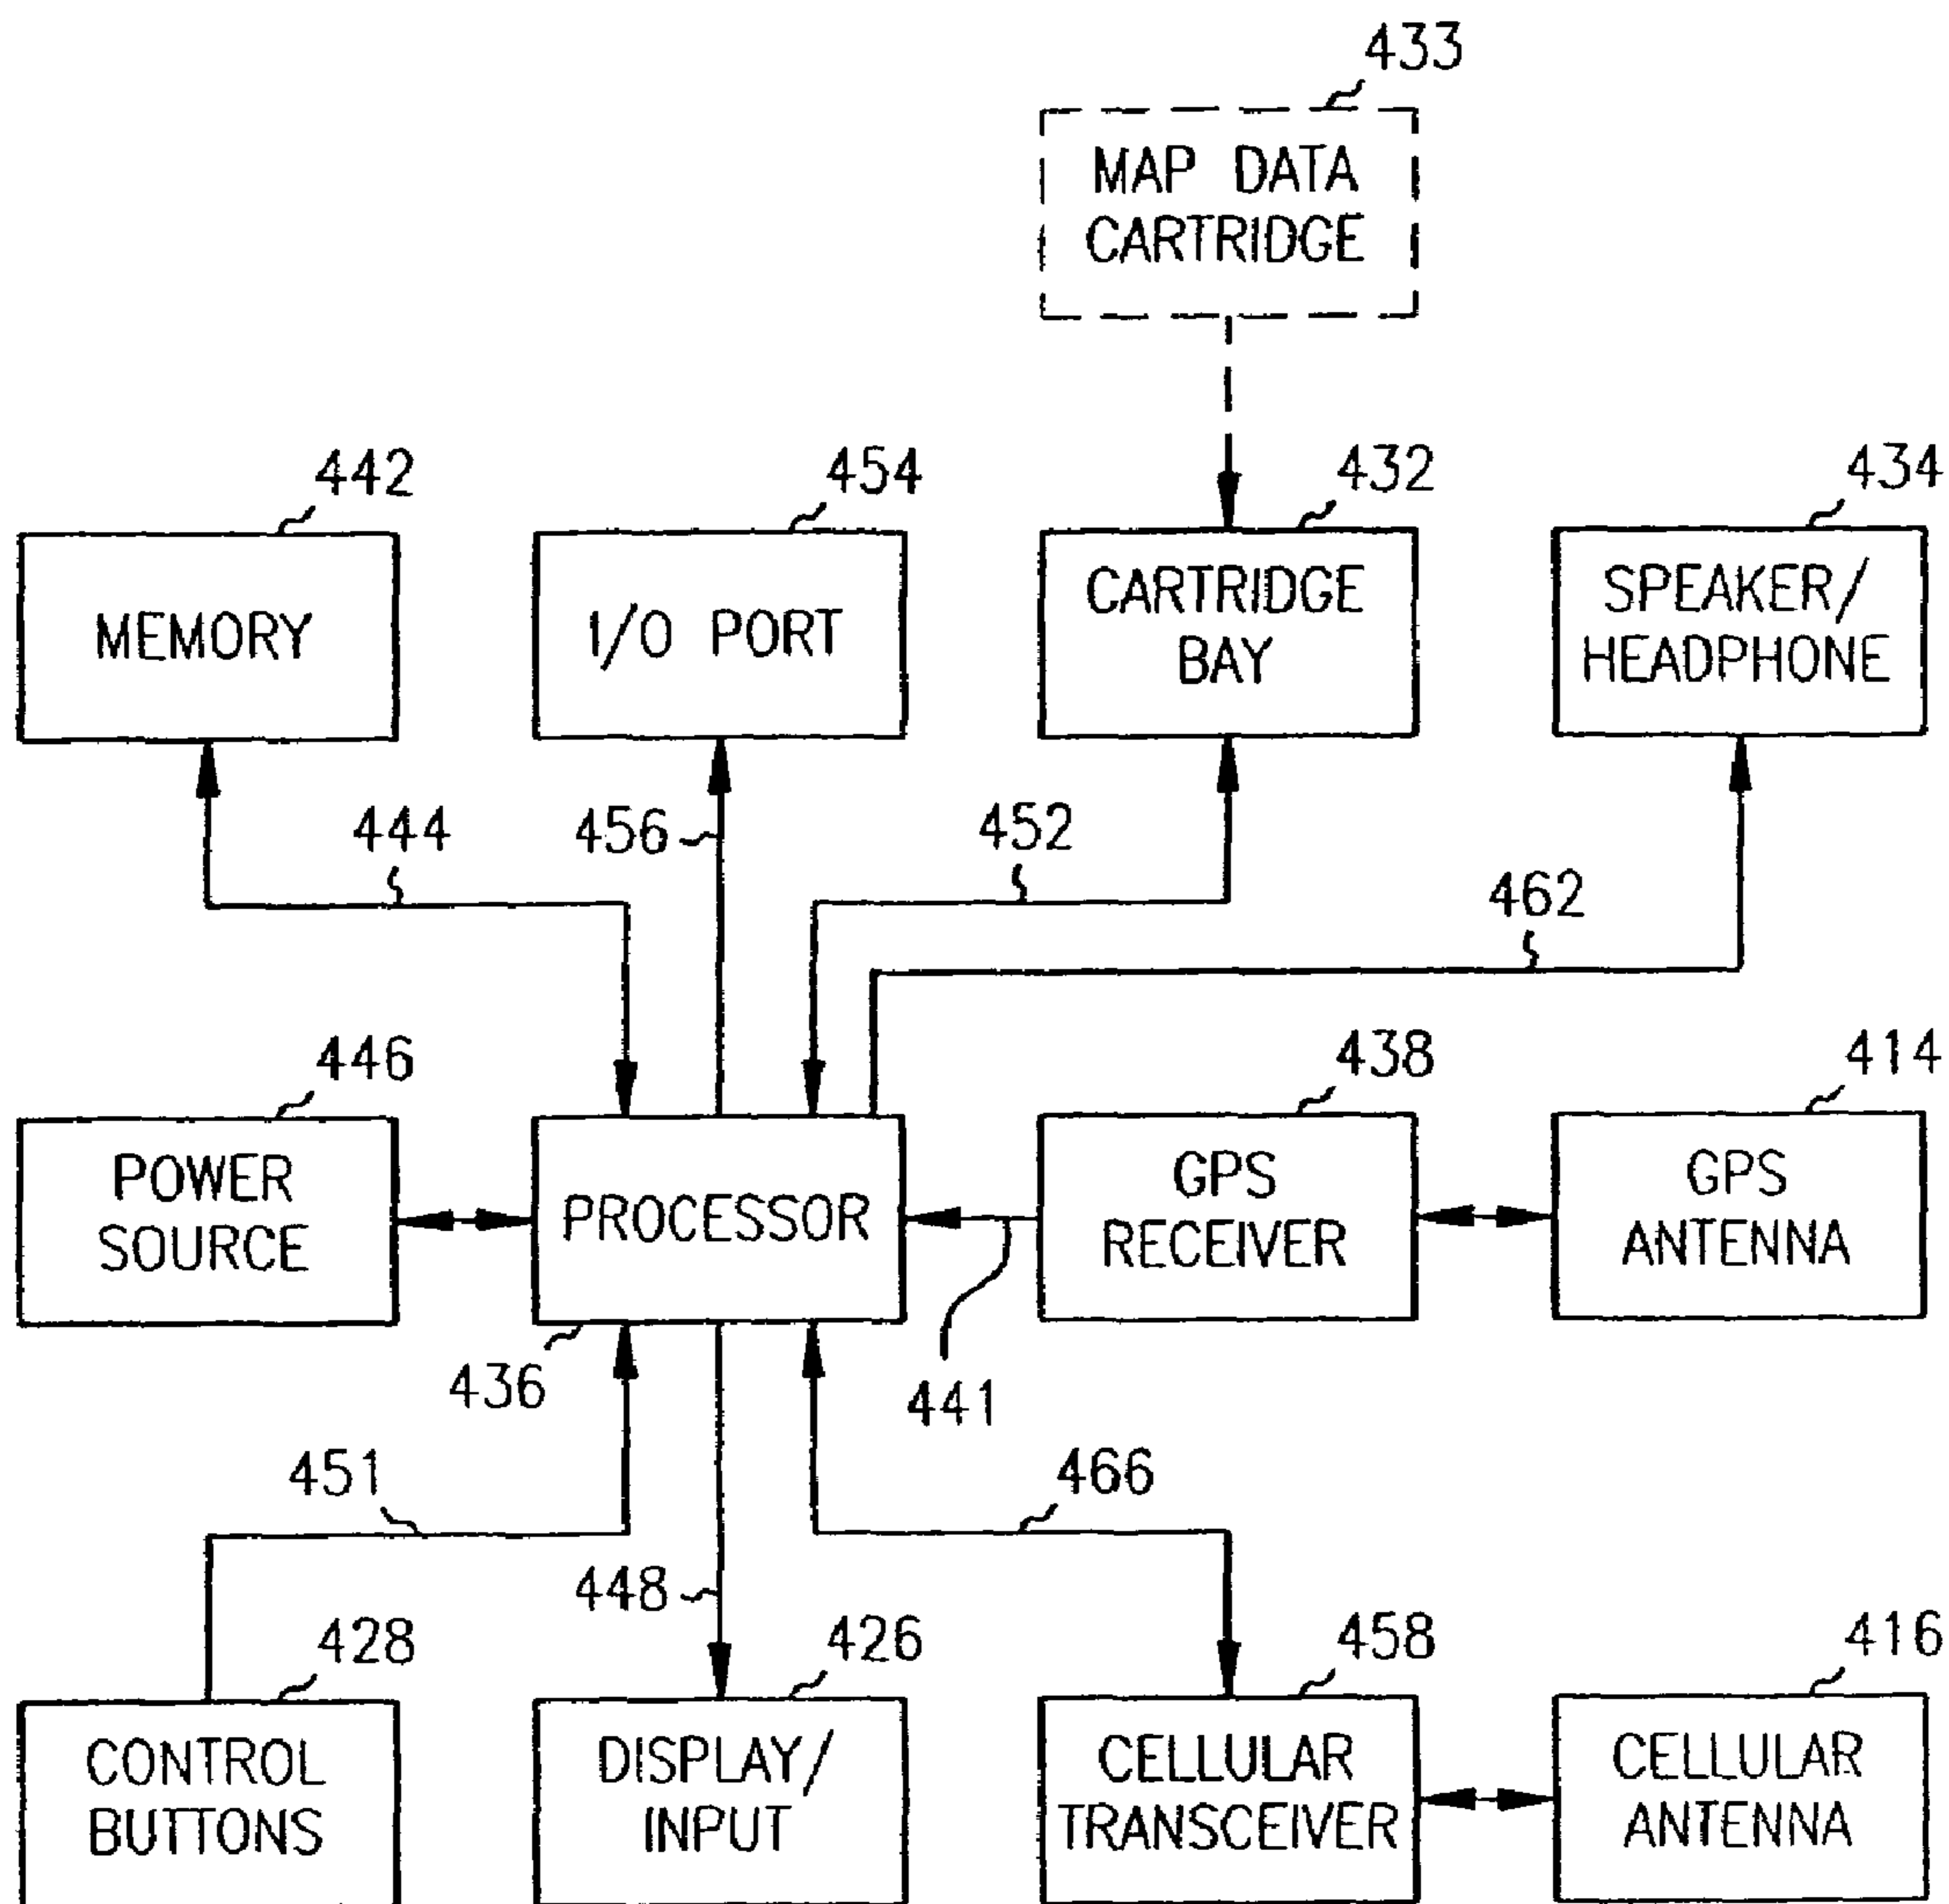 433
MAP DATA
CARTRIDGE
442
454
432
434
MEMORY
I/O PORT
CARTRIDGE
BAY
SPEAKER/
HEADPHONE
444
456
452
462
446
438
414
POWER
SOURCE
PROCESSOR
GPS
RECEIVER
GPS
ANTENNA
436
441
451
466
448
428
426
458
416
CONTROL
BUTTONS
DISPLAY/
INPUT
CELLULAR
TRANSCEIVER
CELLULAR
ANTENNA